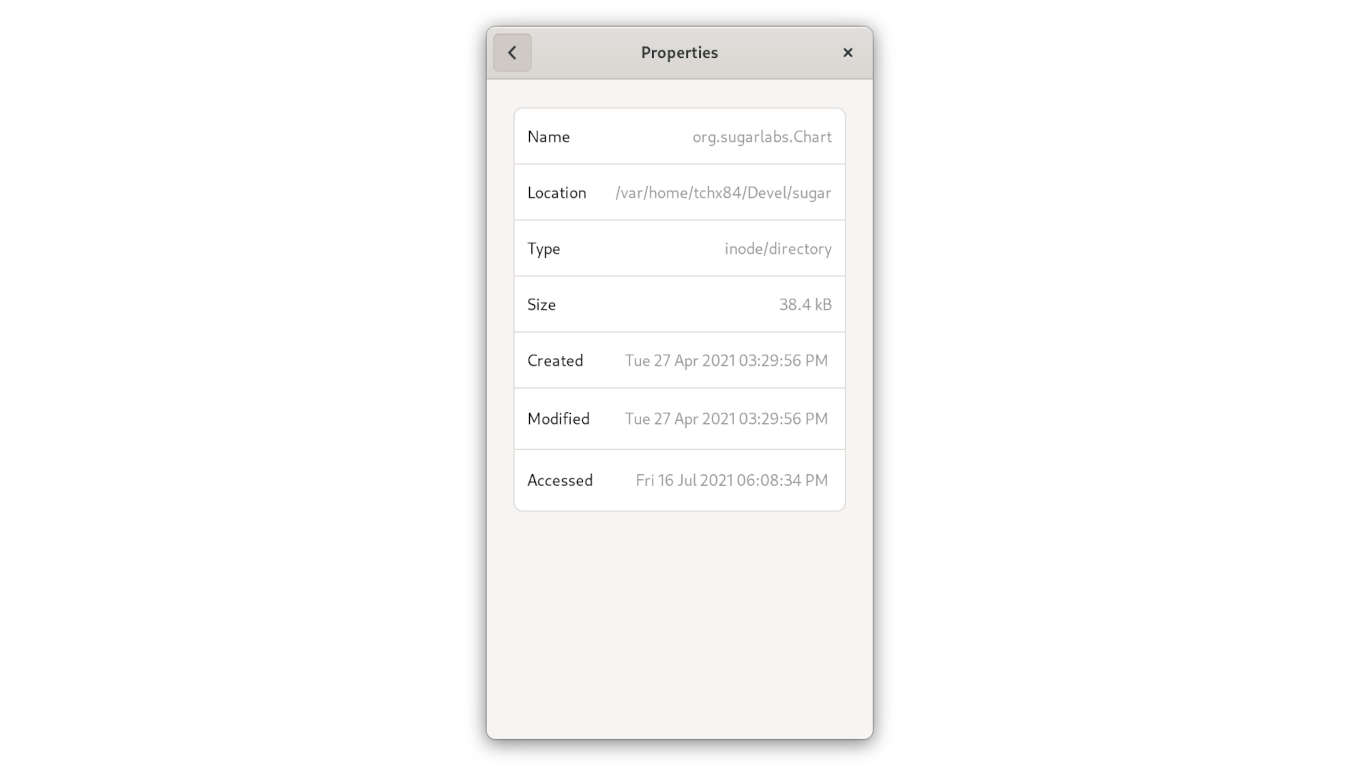 Properties
Name org.sugarlabs.Chart
Location /var/home/tchx84/Devel/sugar
Type inode/directory
Size 38.4 kB
Created Tue 27 Apr 2021 03:29:56 PM
Modified Tue 27 Apr 2021 03:29:56 PM
Accessed Fri 16 Jul 2021 06:08:34 PM